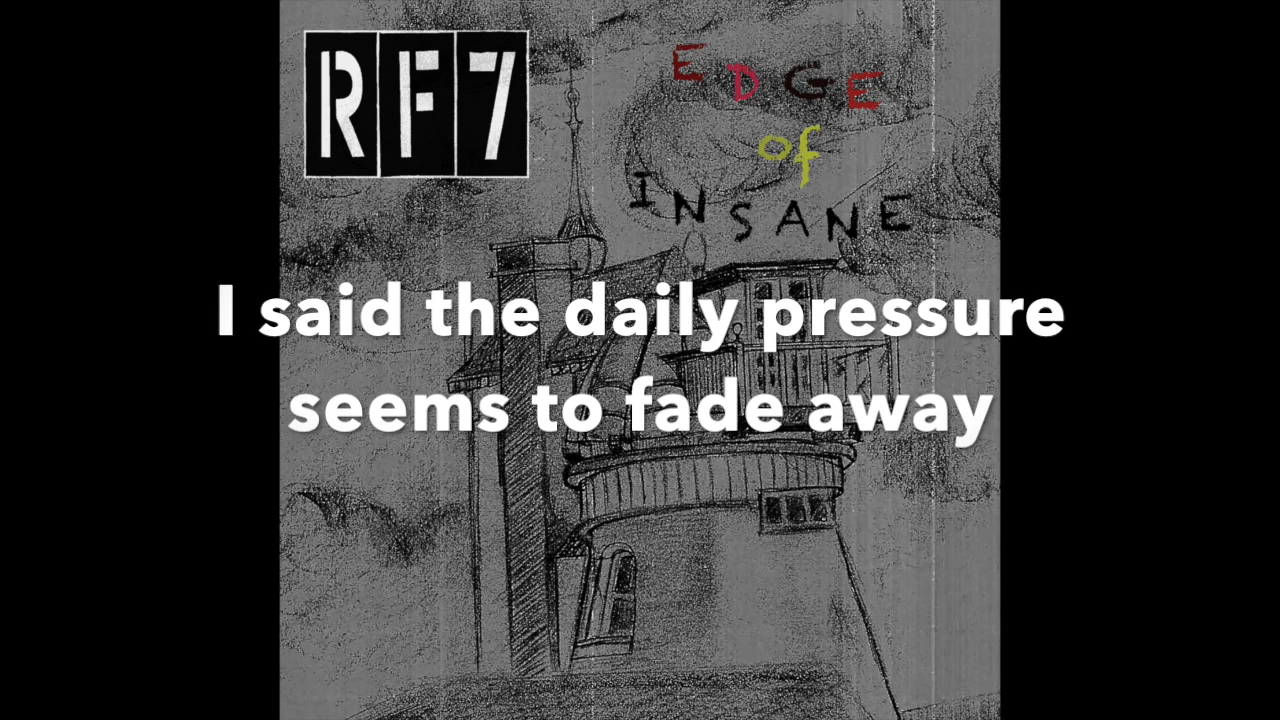 RF7
EDGE
of
INSANE
I said the daily pressure
seems to fade away